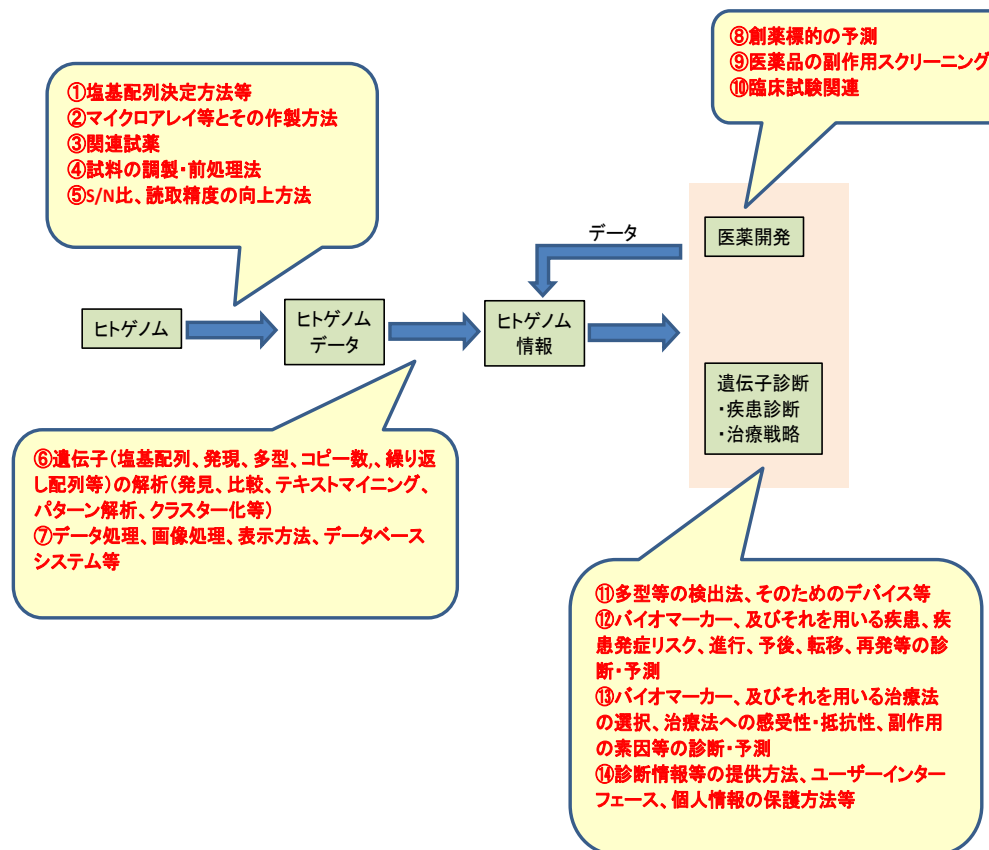 ⑧創薬標的の予測
⑨医薬品の副作用スクリーニング
⑩臨床試験関連
①塩基配列決定方法等
②マイクロアレイ等とその作製方法
③関連試薬
④試料の調製・前処理法
⑤S/N比、読取精度の向上方法
データ
医薬開発
ヒトゲノム
ヒトゲノム
データ
ヒトゲノム
情報
遺伝子診断
・疾患診断
・治療戦略
⑥遺伝子(塩基配列、発現、多型、コピー数,、繰り返
し配列等)の解析(発見、比較、テキストマイニング、
パターン解析、クラスター化等)
⑦データ処理、画像処理、表示方法、データベース
システム等
⑪多型等の検出法、そのためのデバイス等
⑫バイオマーカー、及びそれを用いる疾患、疾
患発症リスク、進行、予後、転移、再発等の診
断・予測
⑬バイオマーカー、及びそれを用いる治療法
の選択、治療法への感受性・抵抗性、副作用
の素因等の診断・予測
⑭診断情報等の提供方法、ユーザーインター
フェース、個人情報の保護方法等